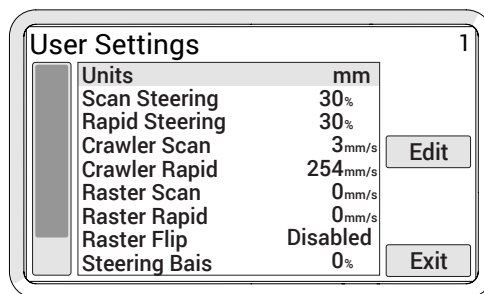 User Settings 1
Units mm
Scan Steering 30%
Rapid Steering 30%
Crawler Scan 3mm/s
Crawler Rapid 254mm/s
Raster Scan 0mm/s
Raster Rapid 0mm/s
Raster Flip Disabled
Steering Bais 0%
Edit
Exit